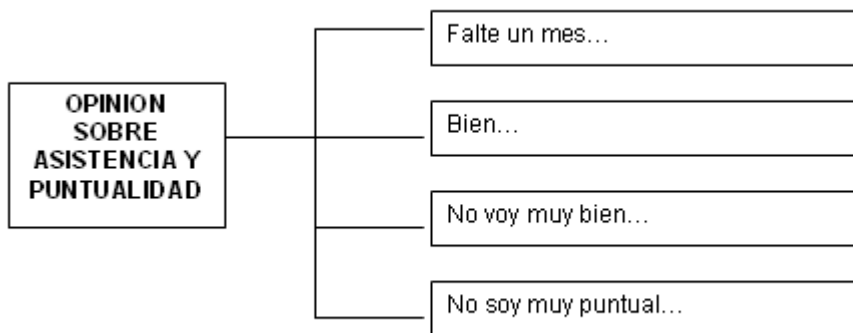 OPINION
SOBRE
ASISTENCIA Y
PUNTUALIDAD
Falte un mes...
Bien...
No voy muy bien...
No soy muy puntual...